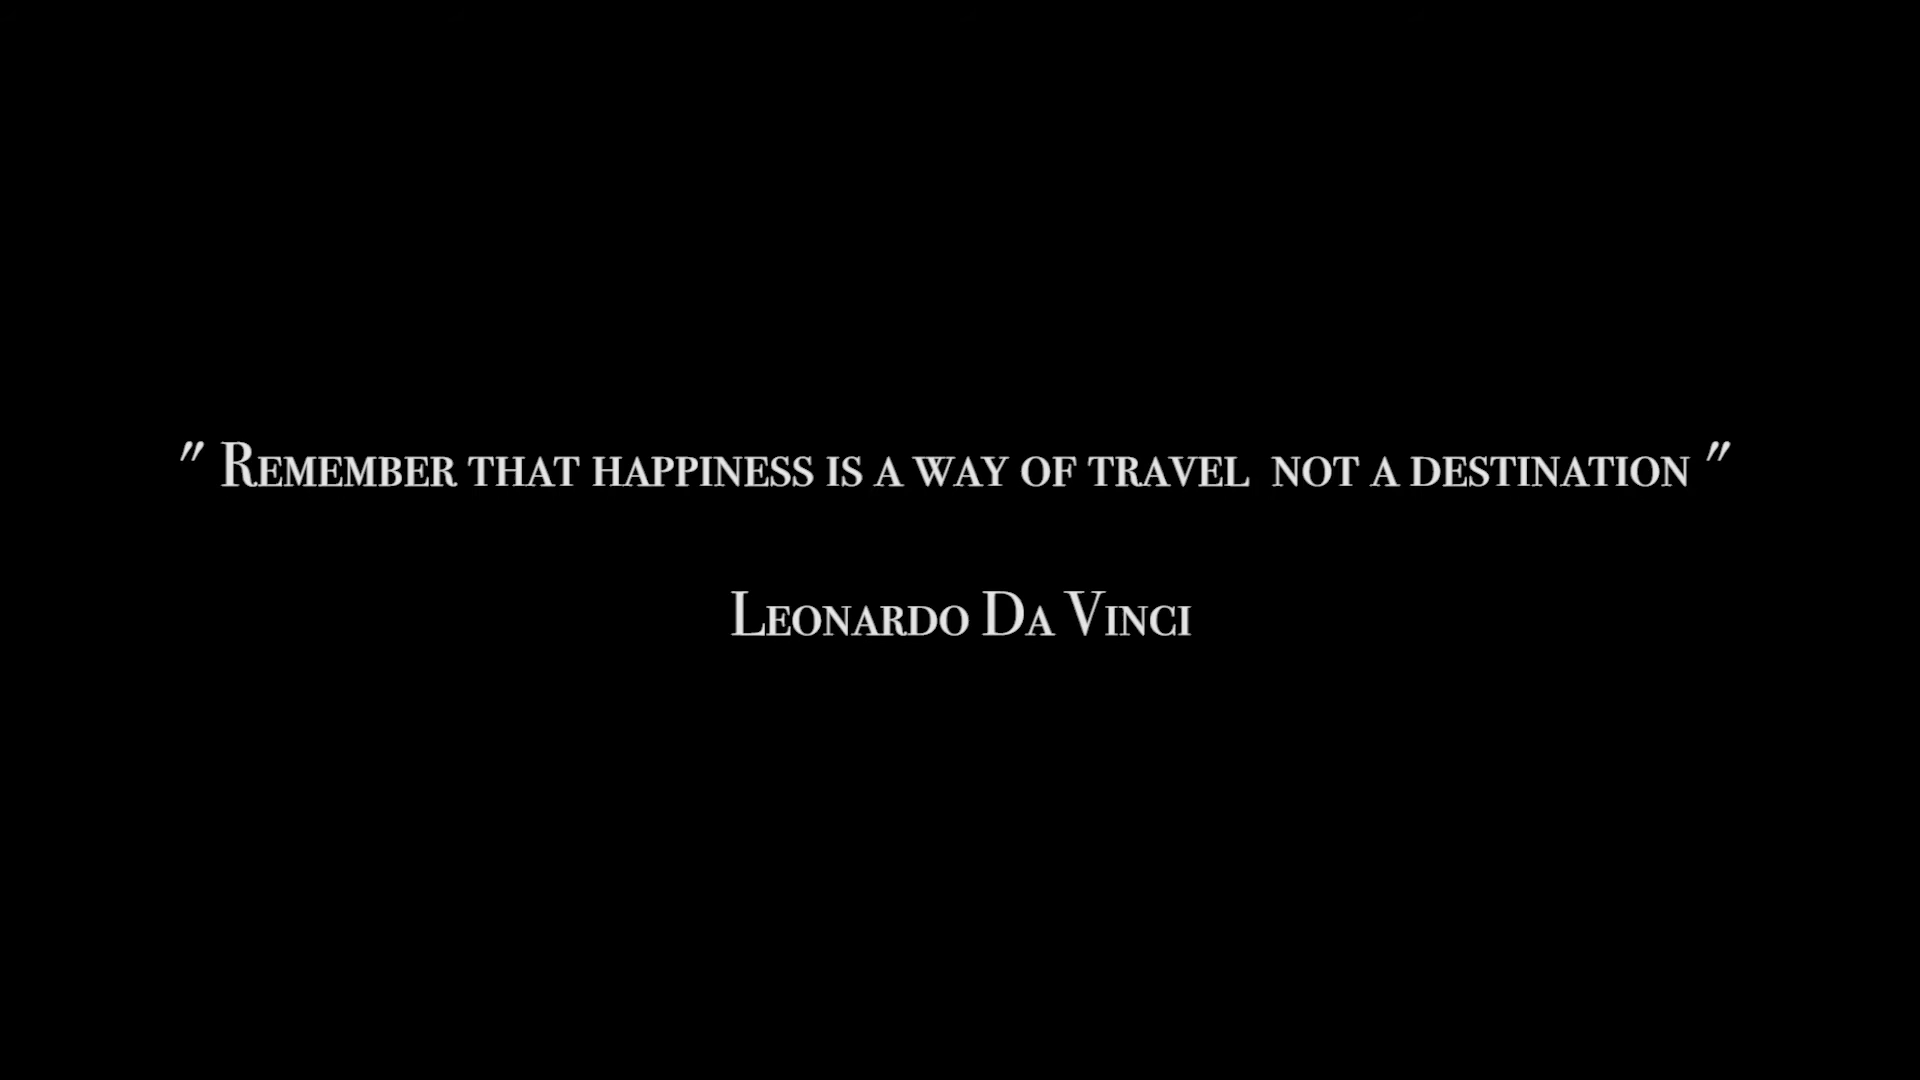 " Remember that happiness is a way of travel  not a destination "
Leonardo Da Vinci